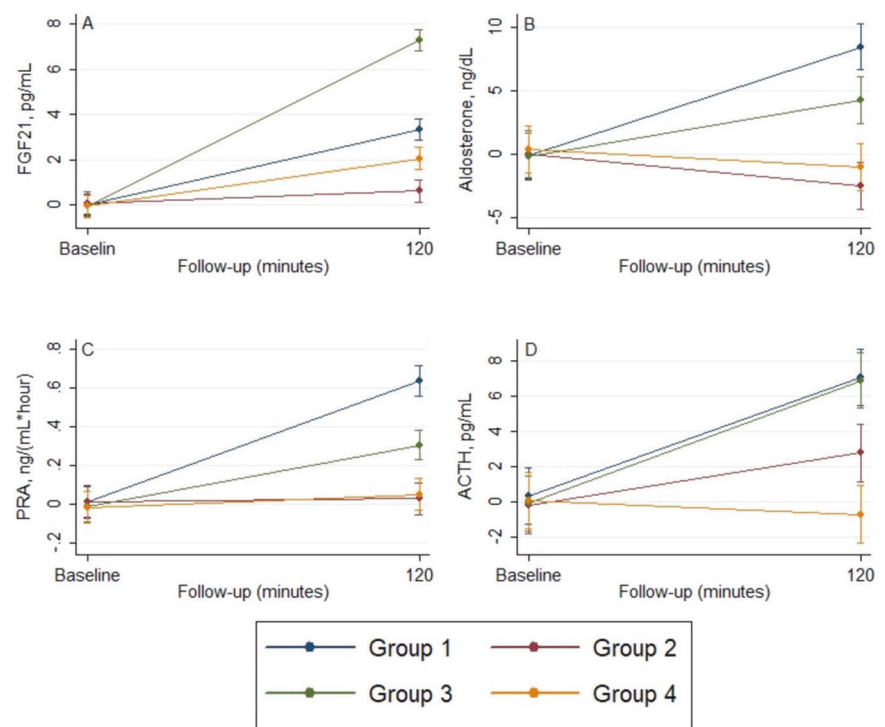 A
FGF21, pg/mL
8
6
4
2
0
Baselin
120
Follow-up (minutes)
B
Aldosterone, ng/dL
10
5
0
-5
Baseline
120
Follow-up (minutes)
C
PRA, ng/(mL*hour)
.8
.6
.4
.2
0
-.2
Baseline
120
Follow-up (minutes)
D
ACTH, pg/mL
8
6
4
2
0
-2
Baseline
120
Follow-up (minutes)
Group 1
Group 2
Group 3
Group 4